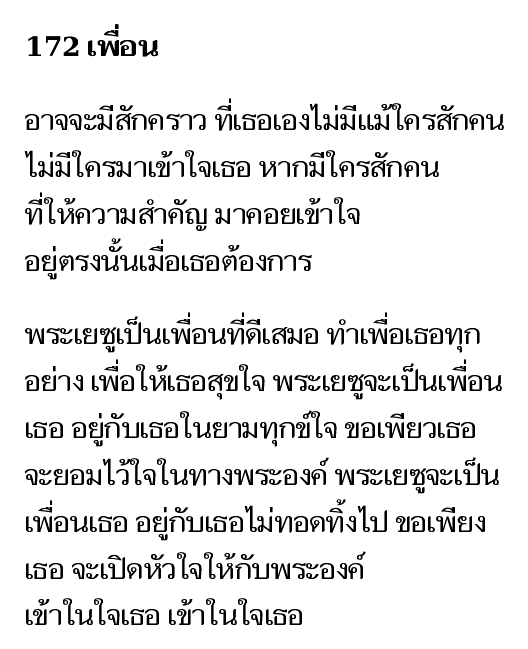 172 เพื่อน
อาจจะมีสักคราว ที่เธอเองไม่มีแม้ใครสักคน
ไม่มีใครมาเข้าใจเธอ หากมีใครสักคน
ที่ให้ความสำคัญ มาคอยเข้าใจ
อยู่ตรงนั้นเมื่อเธอต้องการ
พระเยซูเป็นเพื่อนที่ดีเสมอ ทำเพื่อเธอทุก
อย่าง เพื่อให้เธอสุขใจ พระเยซูจะเป็นเพื่อน
เธอ อยู่กับเธอในยามทุกข์ใจ ขอเพียวเธอ
จะยอมไว้ใจในทางพระองค์ พระเยซูจะเป็น
เพื่อนเธอ อยู่กับเธอไม่ทอดทิ้งไป ขอเพียง
เธอ จะเปิดหัวใจให้กับพระองค์
เข้าในใจเธอ เข้าในใจเธอ